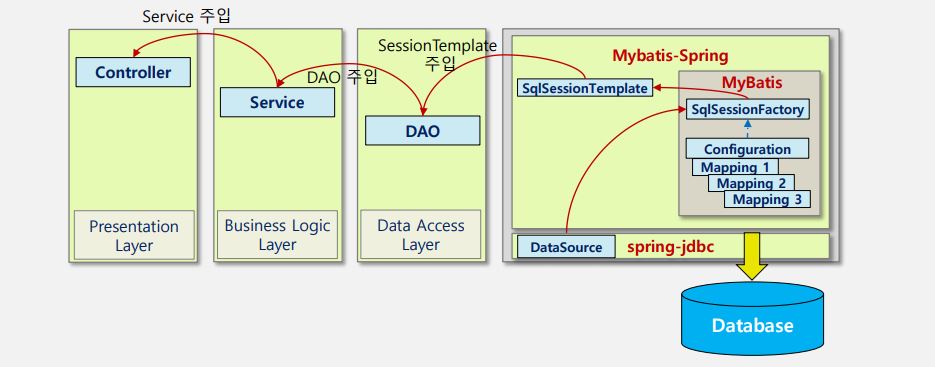 Service 주입
SessionTemplate
주입
DAO 주입
Controller
Service
DAO
Presentation
Layer
Business Logic
Layer
Data Access
Layer
Mybatis-Spring
SqlSessionTemplate
MyBatis
SqlSessionFactory
Configuration
Mapping 1
Mapping 2
Mapping 3
DataSource
spring-jdbc
Database